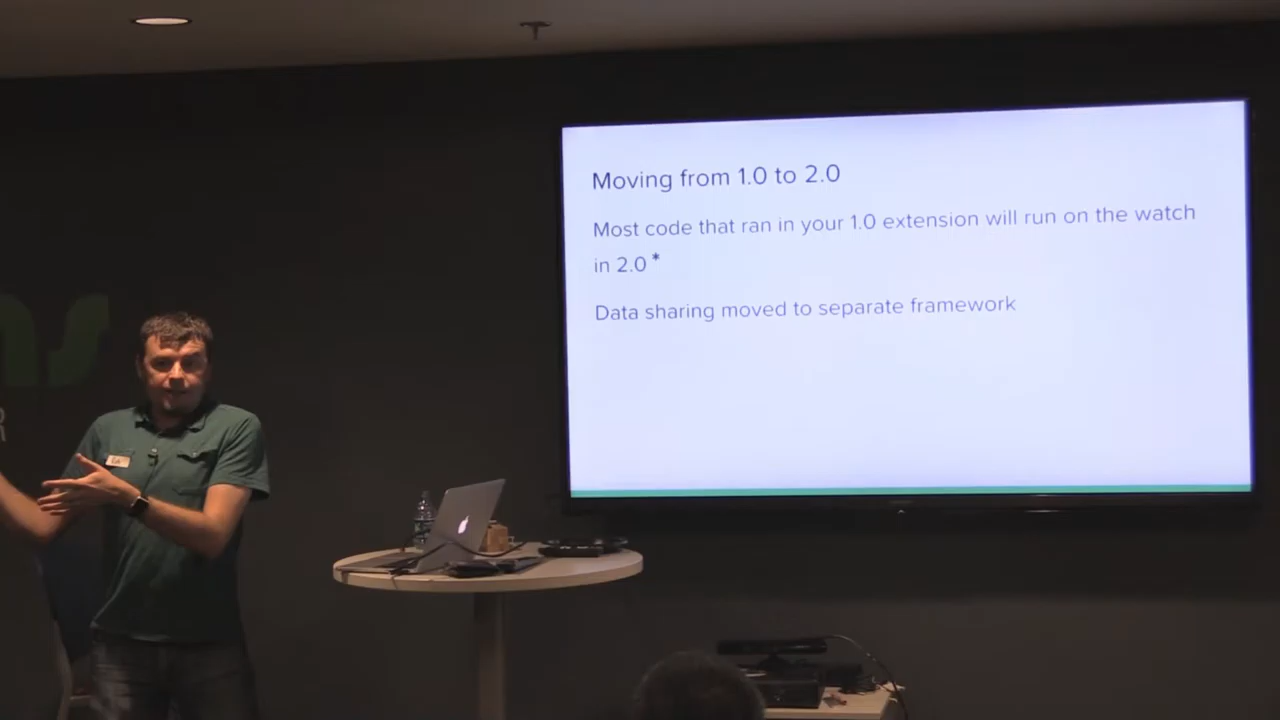 Moving from 1.0 to 2.0
Most code that ran in your 1.0 extension will run on the watch
in 2.0 *
Data sharing moved to separate framework